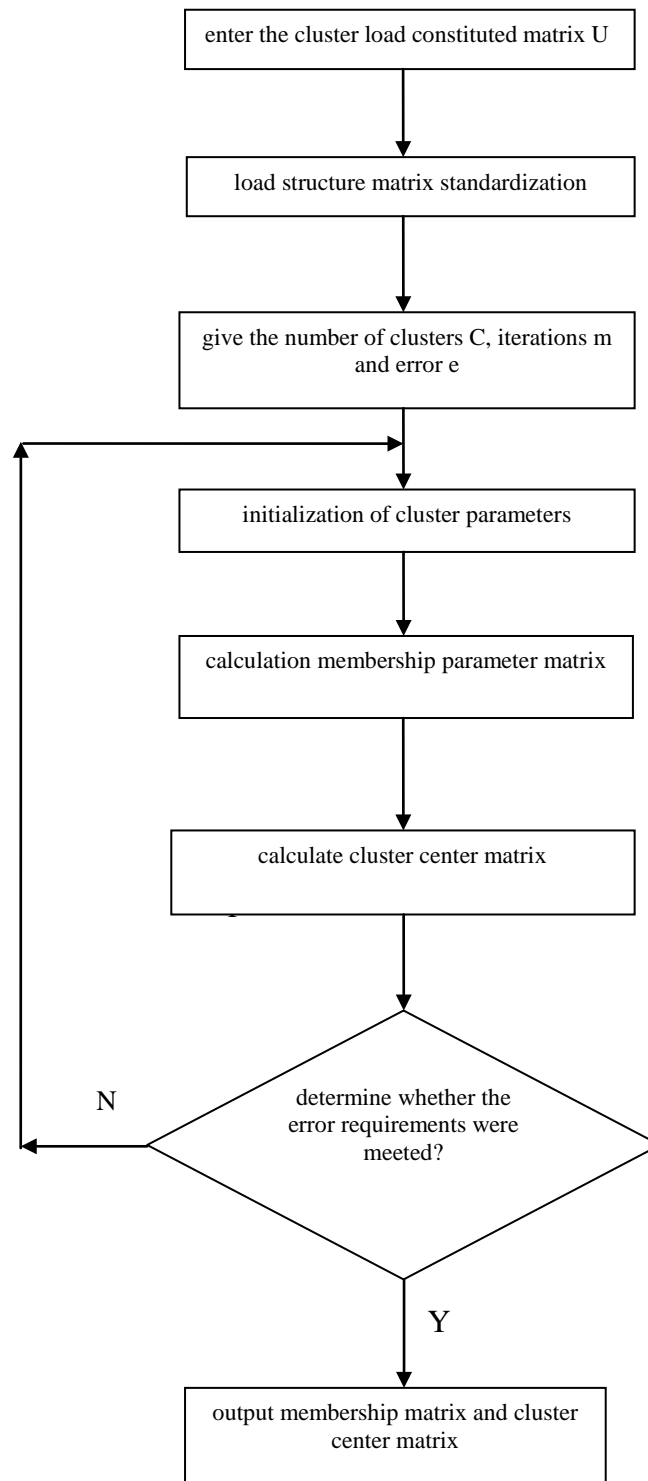 enter the cluster load constituted matrix U
load structure matrix standardization
give the number of clusters C, iterations m
and error e
initialization of cluster parameters
calculation membership parameter matrix
calculate cluster center matrix
determine whether the
error requirements were
meeted?
N
Y
output membership matrix and cluster
center matrix